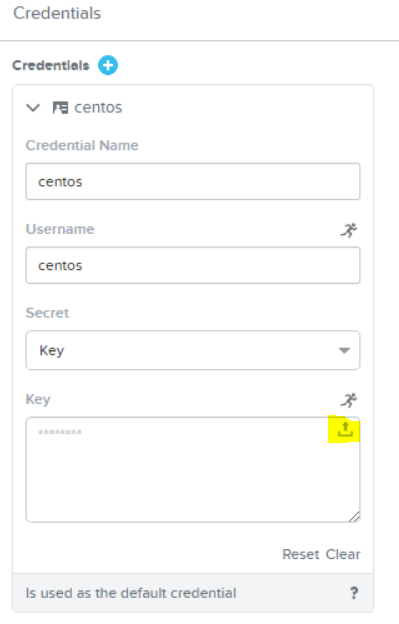 Credentials
Credentials
centos
Credential Name
centos
Username
centos
Secret
Key
Key
********
Reset Clear
Is used as the default credential ?